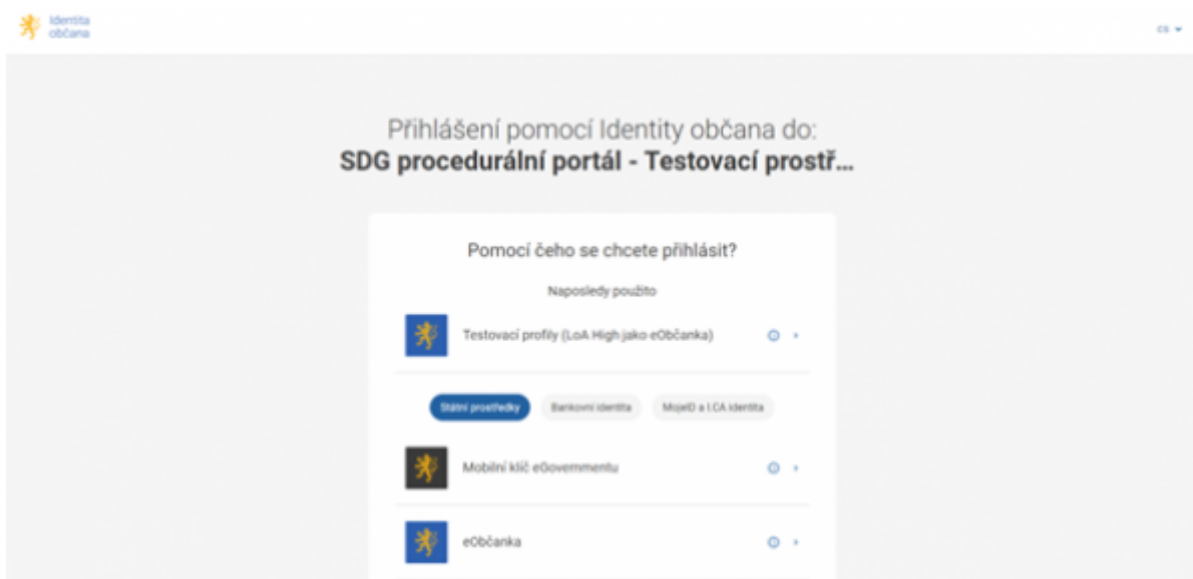 Identita
občana
cs
Přihlášení pomocí Identity občana do:
SDG procedurální portál - Testovací prostř...
Pomocí čeho se chcete přihlásit?
Naposledy použito
Testovací profily (LoA High jako eObčanka)
Státní prostředky
Bankovní identita
MojeID a I.CA identita
Mobilní klíč eGovernmentu
eObčanka